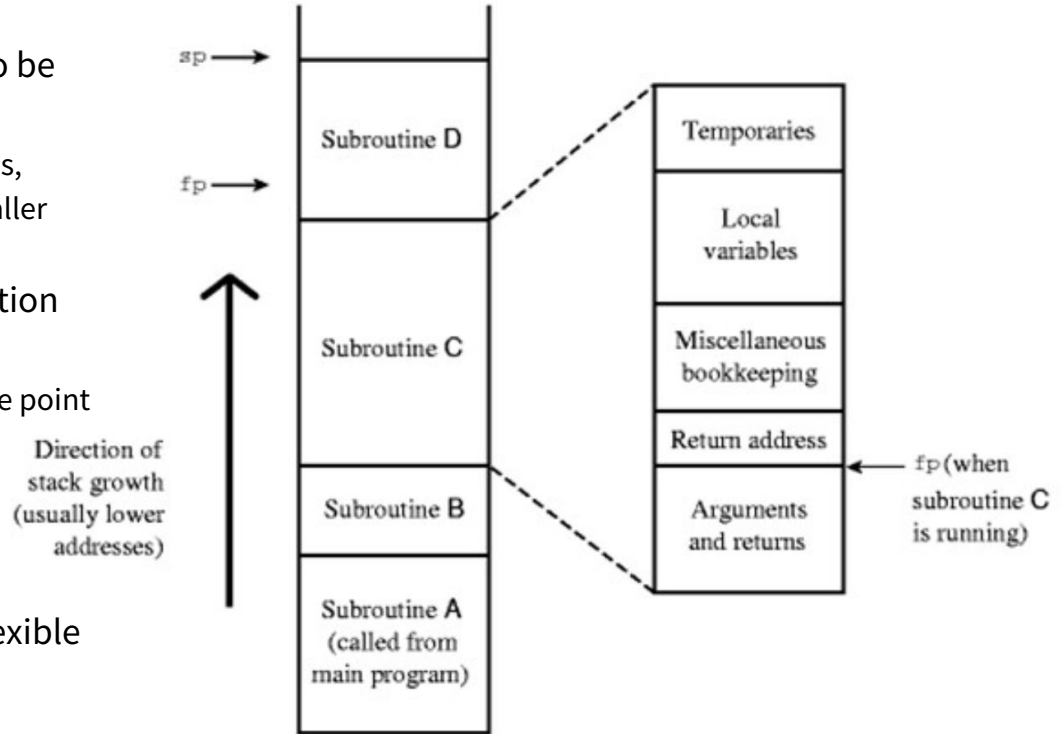 o be
s,
aller
tion
e point
exible
sp
Subroutine D
fp
Subroutine C
Direction of
stack growth
(usually lower
addresses)
Subroutine B
Subroutine A
(called from
main program)
Temporaries
Local
variables
Miscellaneous
bookkeeping
Return address
Arguments
and returns
fp (when
subroutine C
is running)